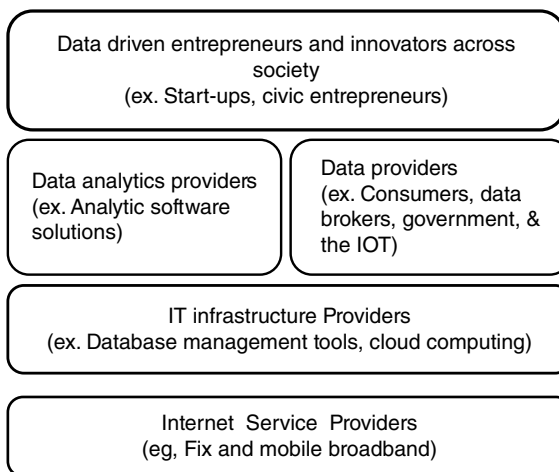 Data driven entrepreneurs and innovators across
society
(ex. Start-ups, civic entrepreneurs)
Data analytics providers
(ex. Analytic software
solutions)
Data providers
(ex. Consumers, data
brokers, government, &
the IOT)
IT infrastructure Providers
(ex. Database management tools, cloud computing)
Internet Service Providers
(eg, Fix and mobile broadband)